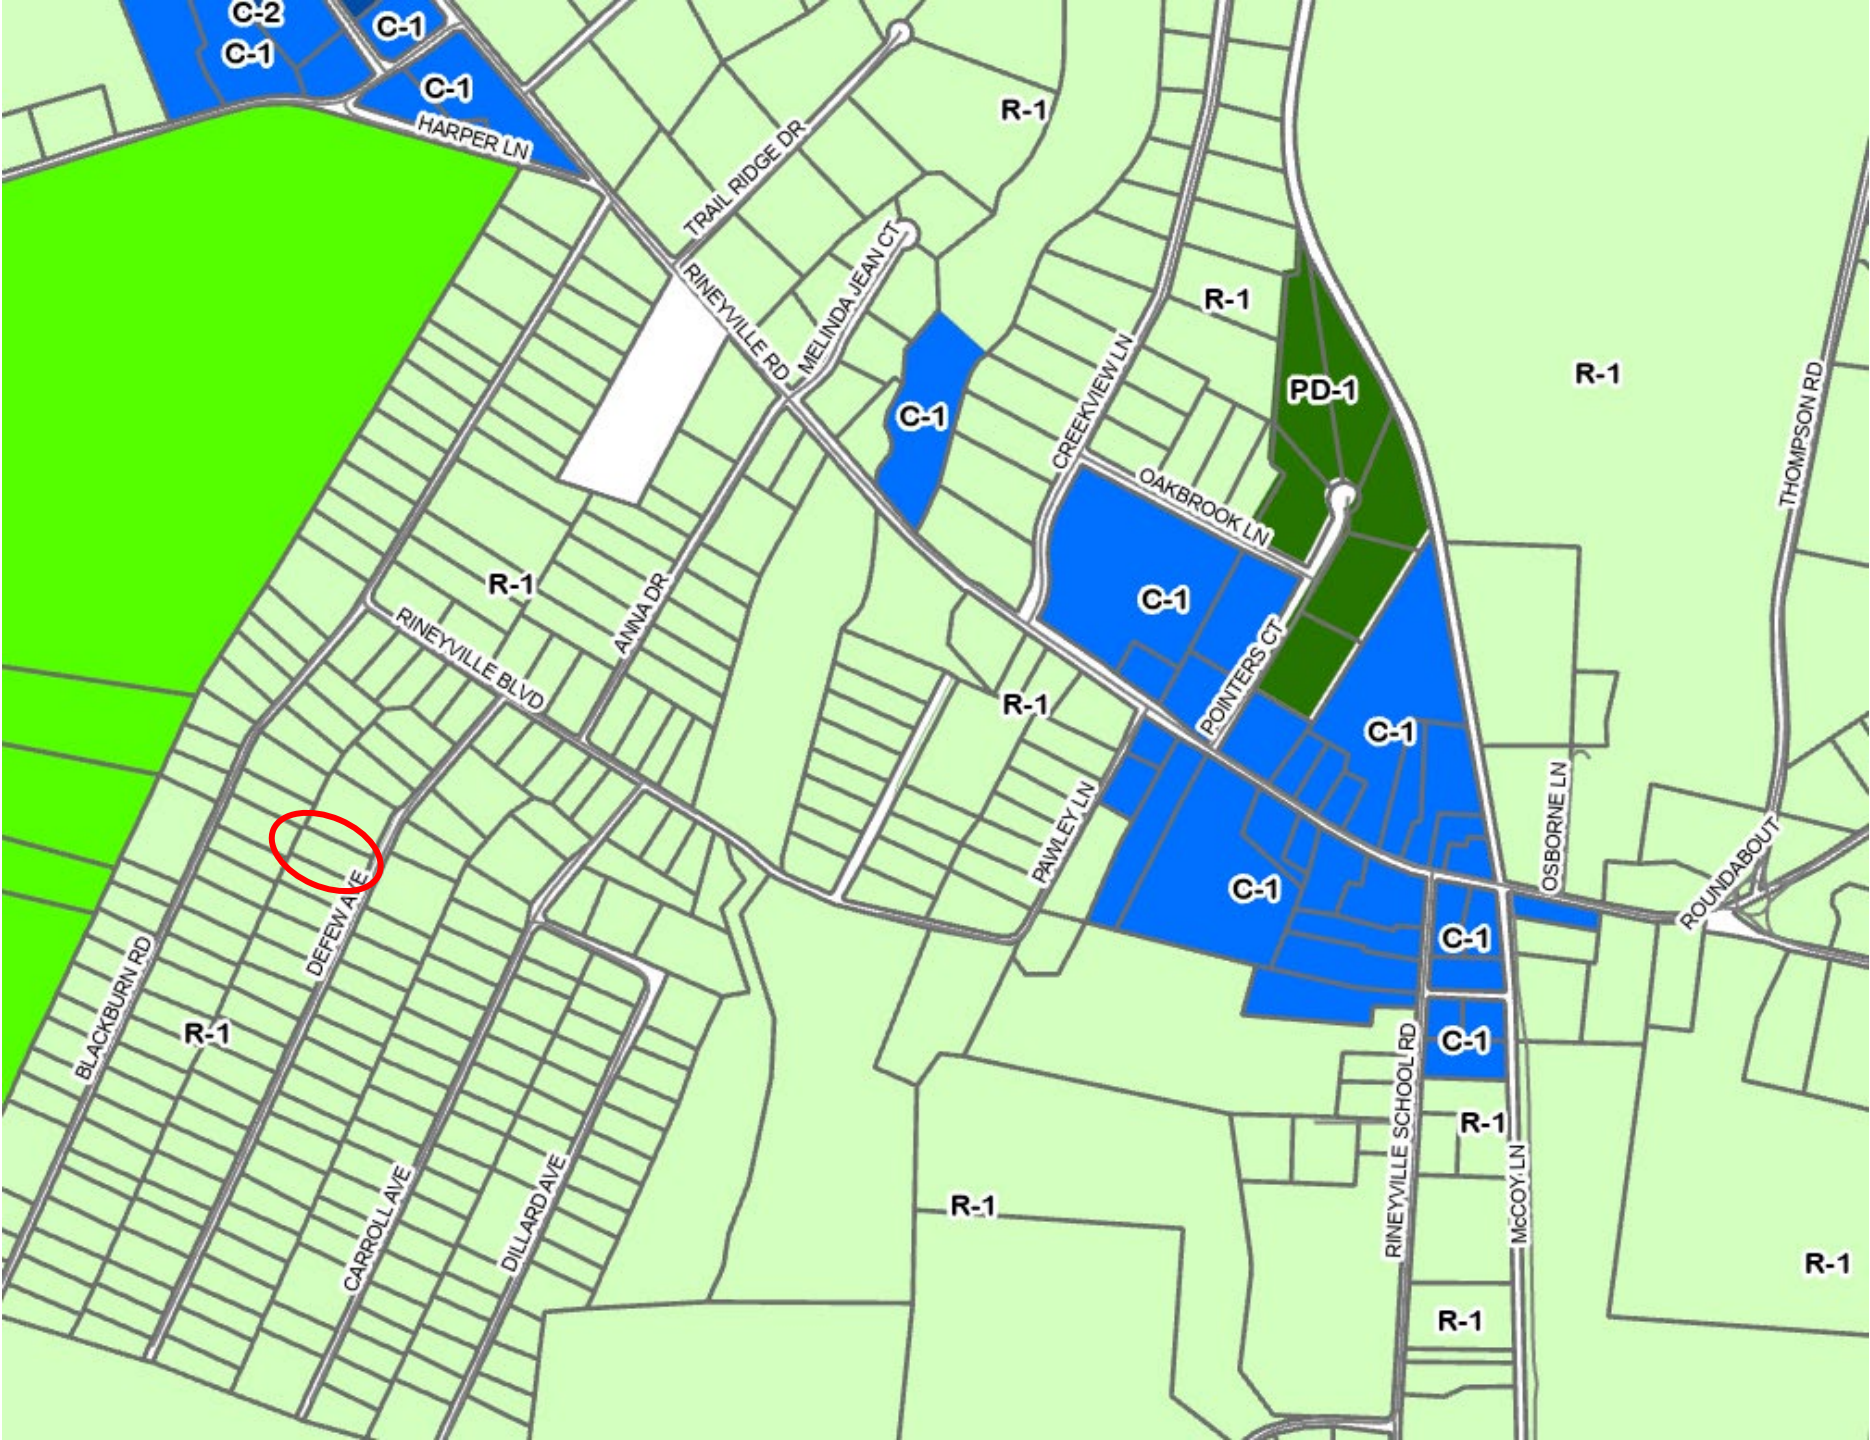 C-2
C-1
C-1
C-1
HARPER LN
R-1
TRAIL RIDGE DR
MELINDA JEAN CT
RINEYVILLE RD
R-1
PD-1
R-1
C-1
CREEKVIEW LN
THOMPSON RD
OAKBROOK LN
R-1
C-1
ANNA DR
RINEYVILLE BLVD
POINTERS CT
R-1
C-1
PAWLEY LN
OSBORNE LN
ROUNDABOUT
C-1
DEFEW AVE
C-1
BLACKBURN RD
R-1
C-1
RINEYVILLE SCHOOL RD
R-1
McCOY LN
CARROLL AVE
DILLARD AVE
R-1
R-1
R-1